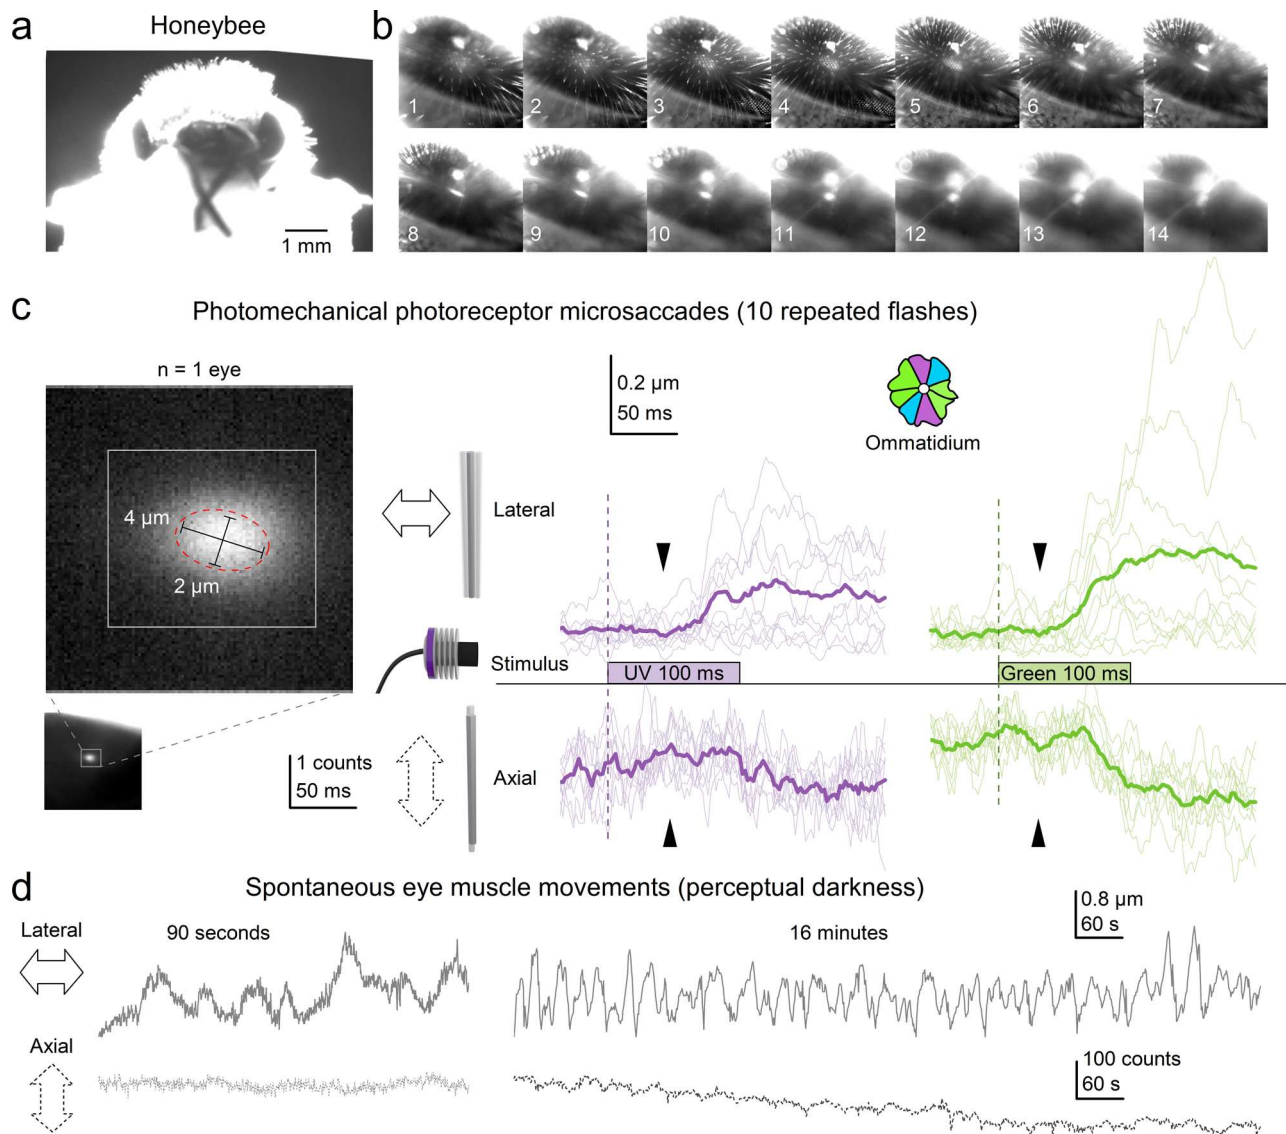 a
Honeybee
1 mm
b
1
2
3
4
5
6
7
8
9
10
11
12
13
14
c
Photomechanical photoreceptor microsaccades (10 repeated flashes)
n = 1 eye
4 µm
2 µm
0.2 µm
50 ms
Ommatidium
Lateral
Stimulus
UV 100 ms
Green 100 ms
1 counts
50 ms
Axial
d
Spontaneous eye muscle movements (perceptual darkness)
Lateral
90 seconds
16 minutes
0.8 µm
60 s
Axial
100 counts
60 s